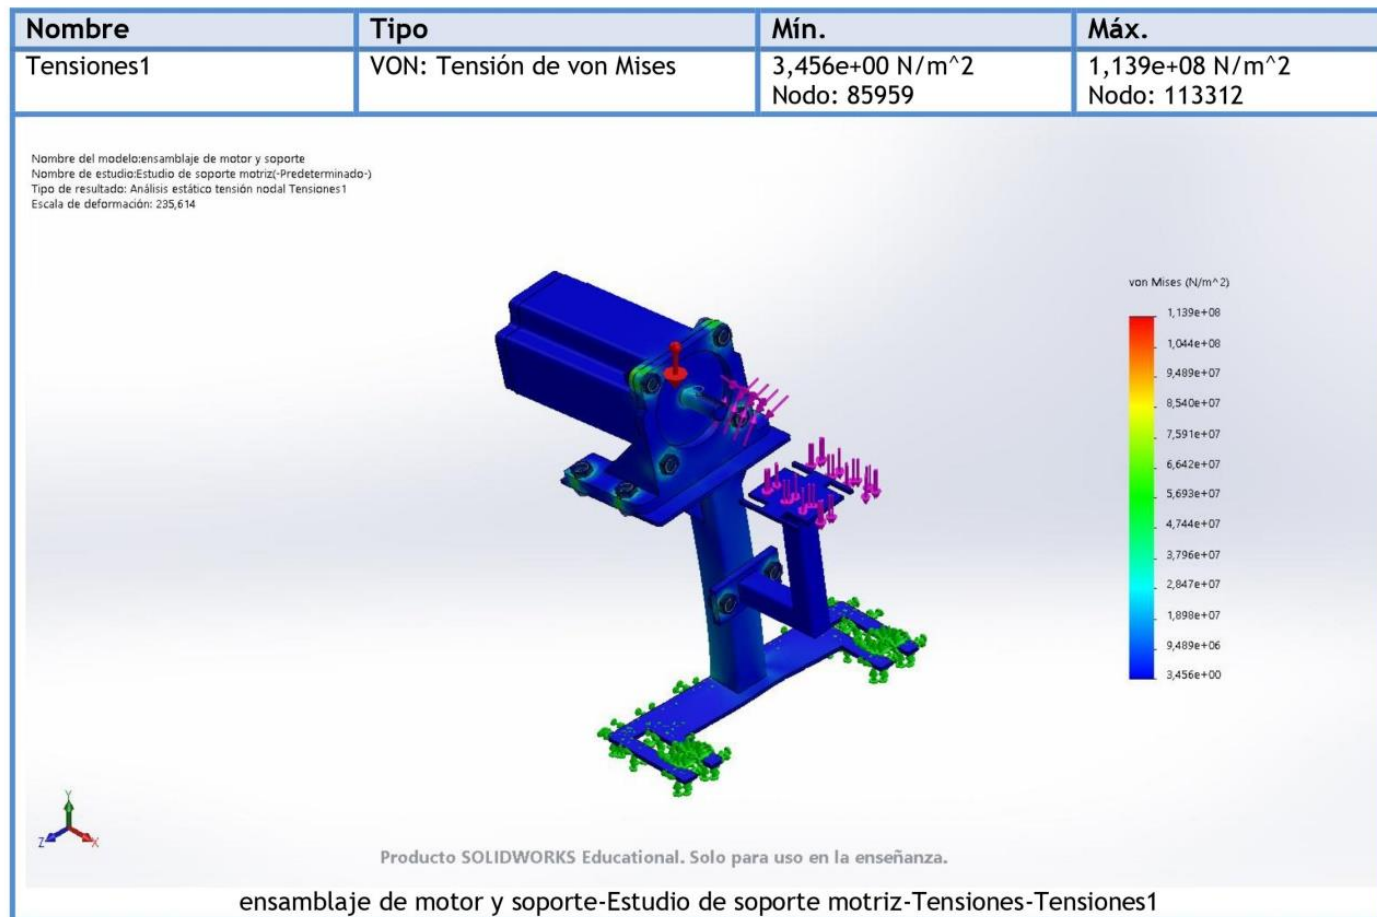 Nombre Tipo Mín. Máx.
Tensiones1 VON: Tensión de von Mises 3,456e+00 N/m^2 1,139e+08 N/m^2
Nodo: 85959 Nodo: 113312
Nombre del modelo:ensamblaje de motor y soporte
Nombre de estudio:Estudio de soporte motriz(-Predeterminado-)
Tipo de resultado: Análisis estático tensión nodal Tensiones1
Escala de deformación: 235,614
von Mises (N/m^2)
1,139e+08
1,044e+08
9,489e+07
8,540e+07
7,591e+07
6,642e+07
5,693e+07
4,744e+07
3,796e+07
2,847e+07
1,898e+07
9,489e+06
3,456e+00
Y
Z X
Producto SOLIDWORKS Educational. Solo para uso en la enseñanza.
ensamblaje de motor y soporte-Estudio de soporte motriz-Tensiones-Tensiones1